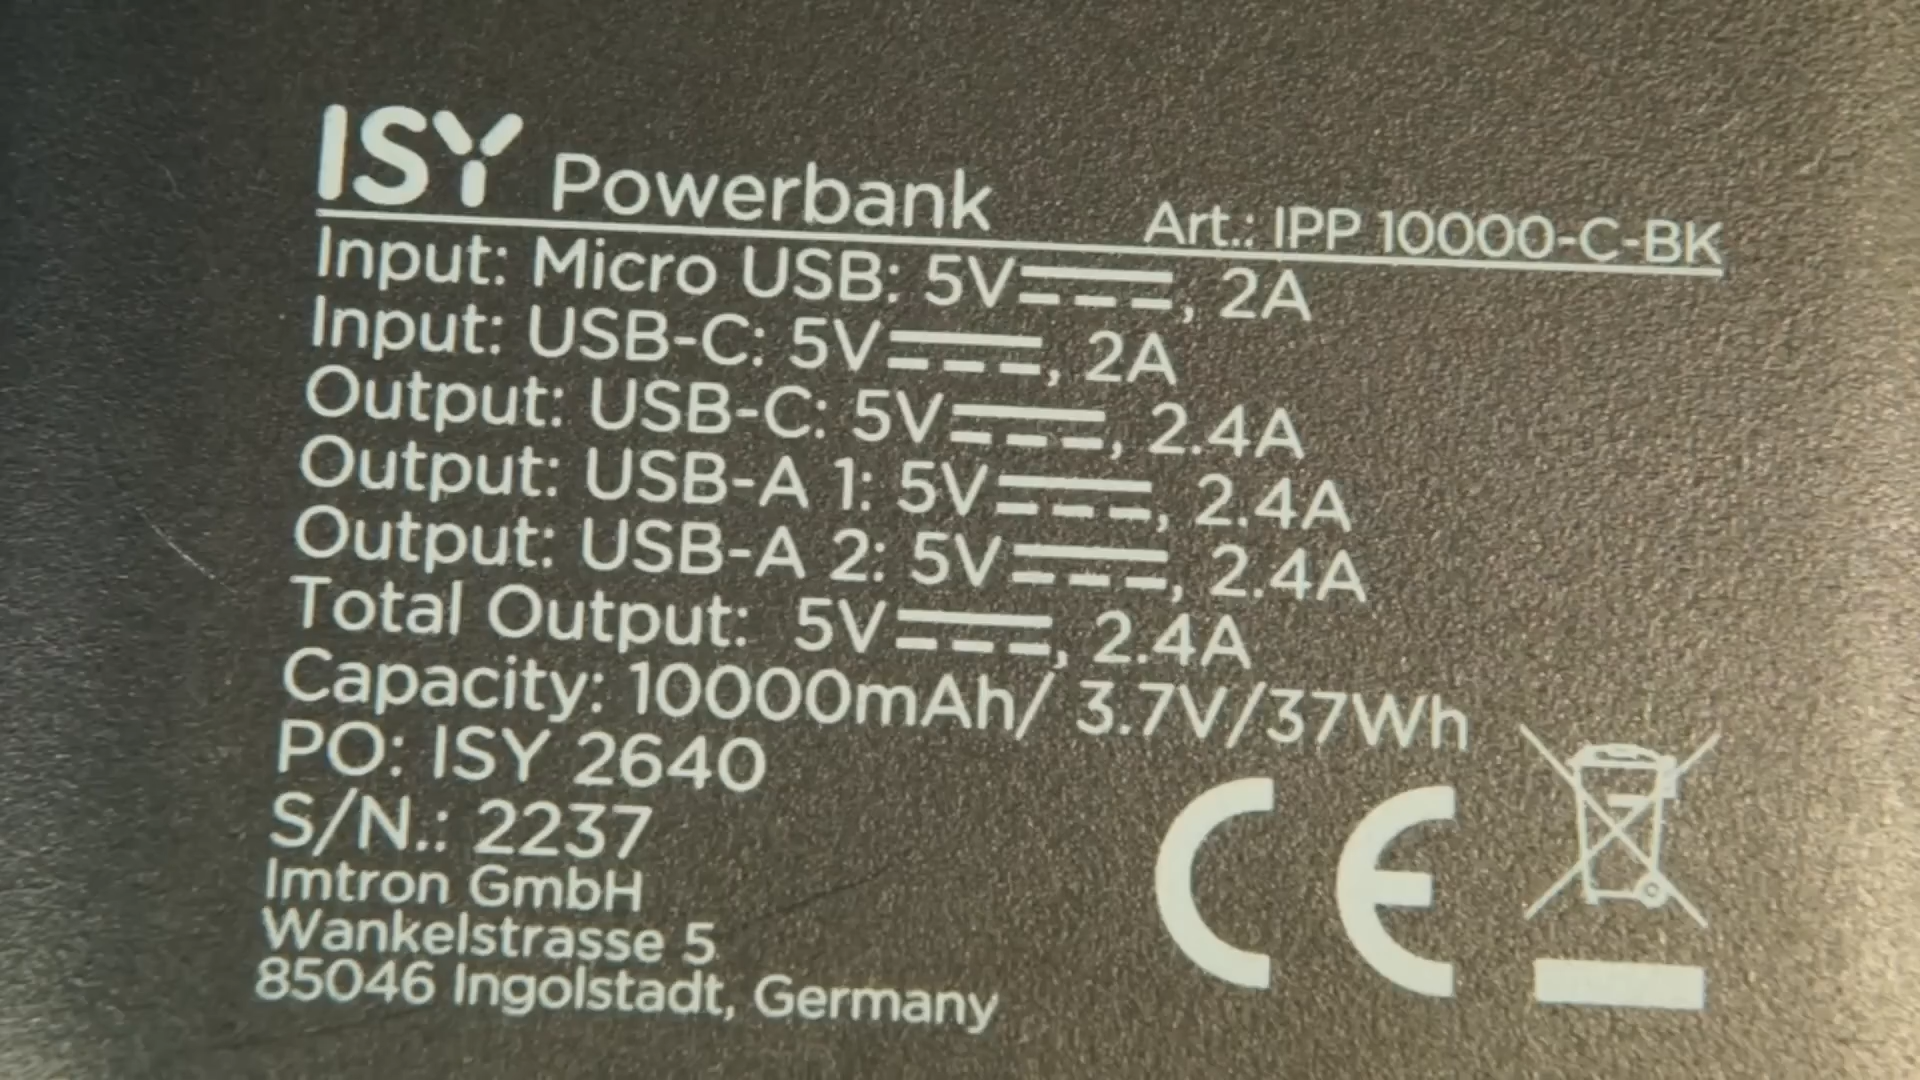 ISY Powerbank Art.: IPP 10000-C-BK
Input: Micro USB: 5V⎓, 2A
Input: USB-C: 5V⎓, 2A
Output: USB-C: 5V⎓, 2.4A
Output: USB-A 1: 5V⎓, 2.4A
Output: USB-A 2: 5V⎓, 2.4A
Total Output: 5V⎓, 2.4A
Capacity: 10000mAh/ 3.7V/37Wh
PO: ISY 2640
S/N.: 2237
Imtron GmbH
Wankelstrasse 5
85046 Ingolstadt, Germany
CE